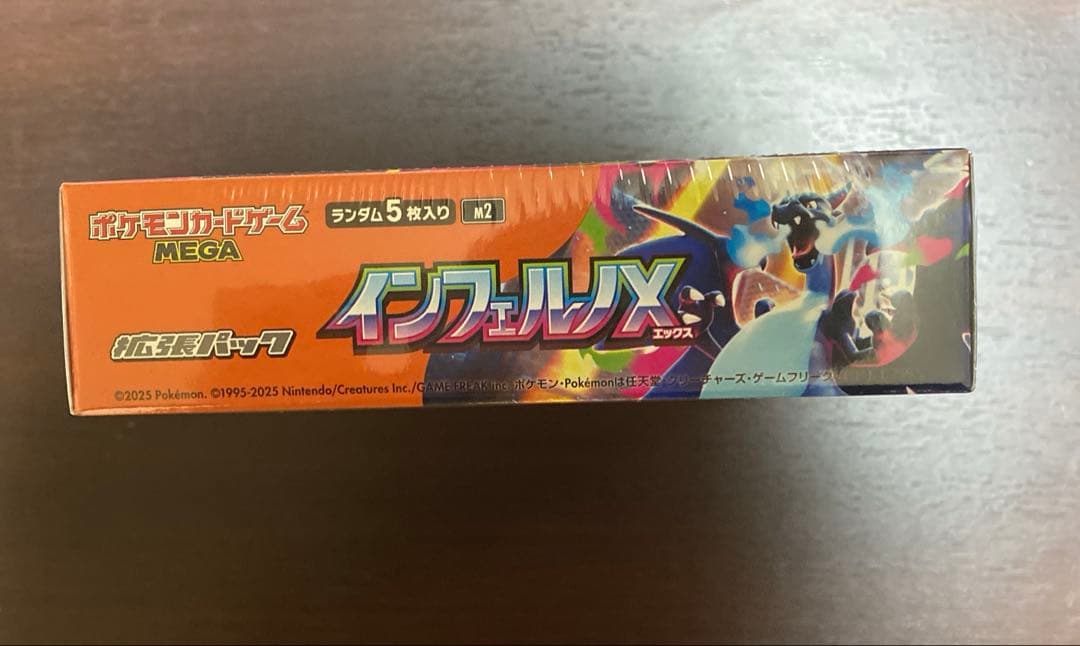 ポケモンカードゲーム
MEGA
ランダム5枚入り
M2
インフェルノX
エックス
拡張パック
©2025 Pokémon. ©1995-2025 Nintendo/Creatures Inc./GAME FREAK inc. ポケモン・Pokémonは任天堂・クリーチャーズ・ゲームフリーク